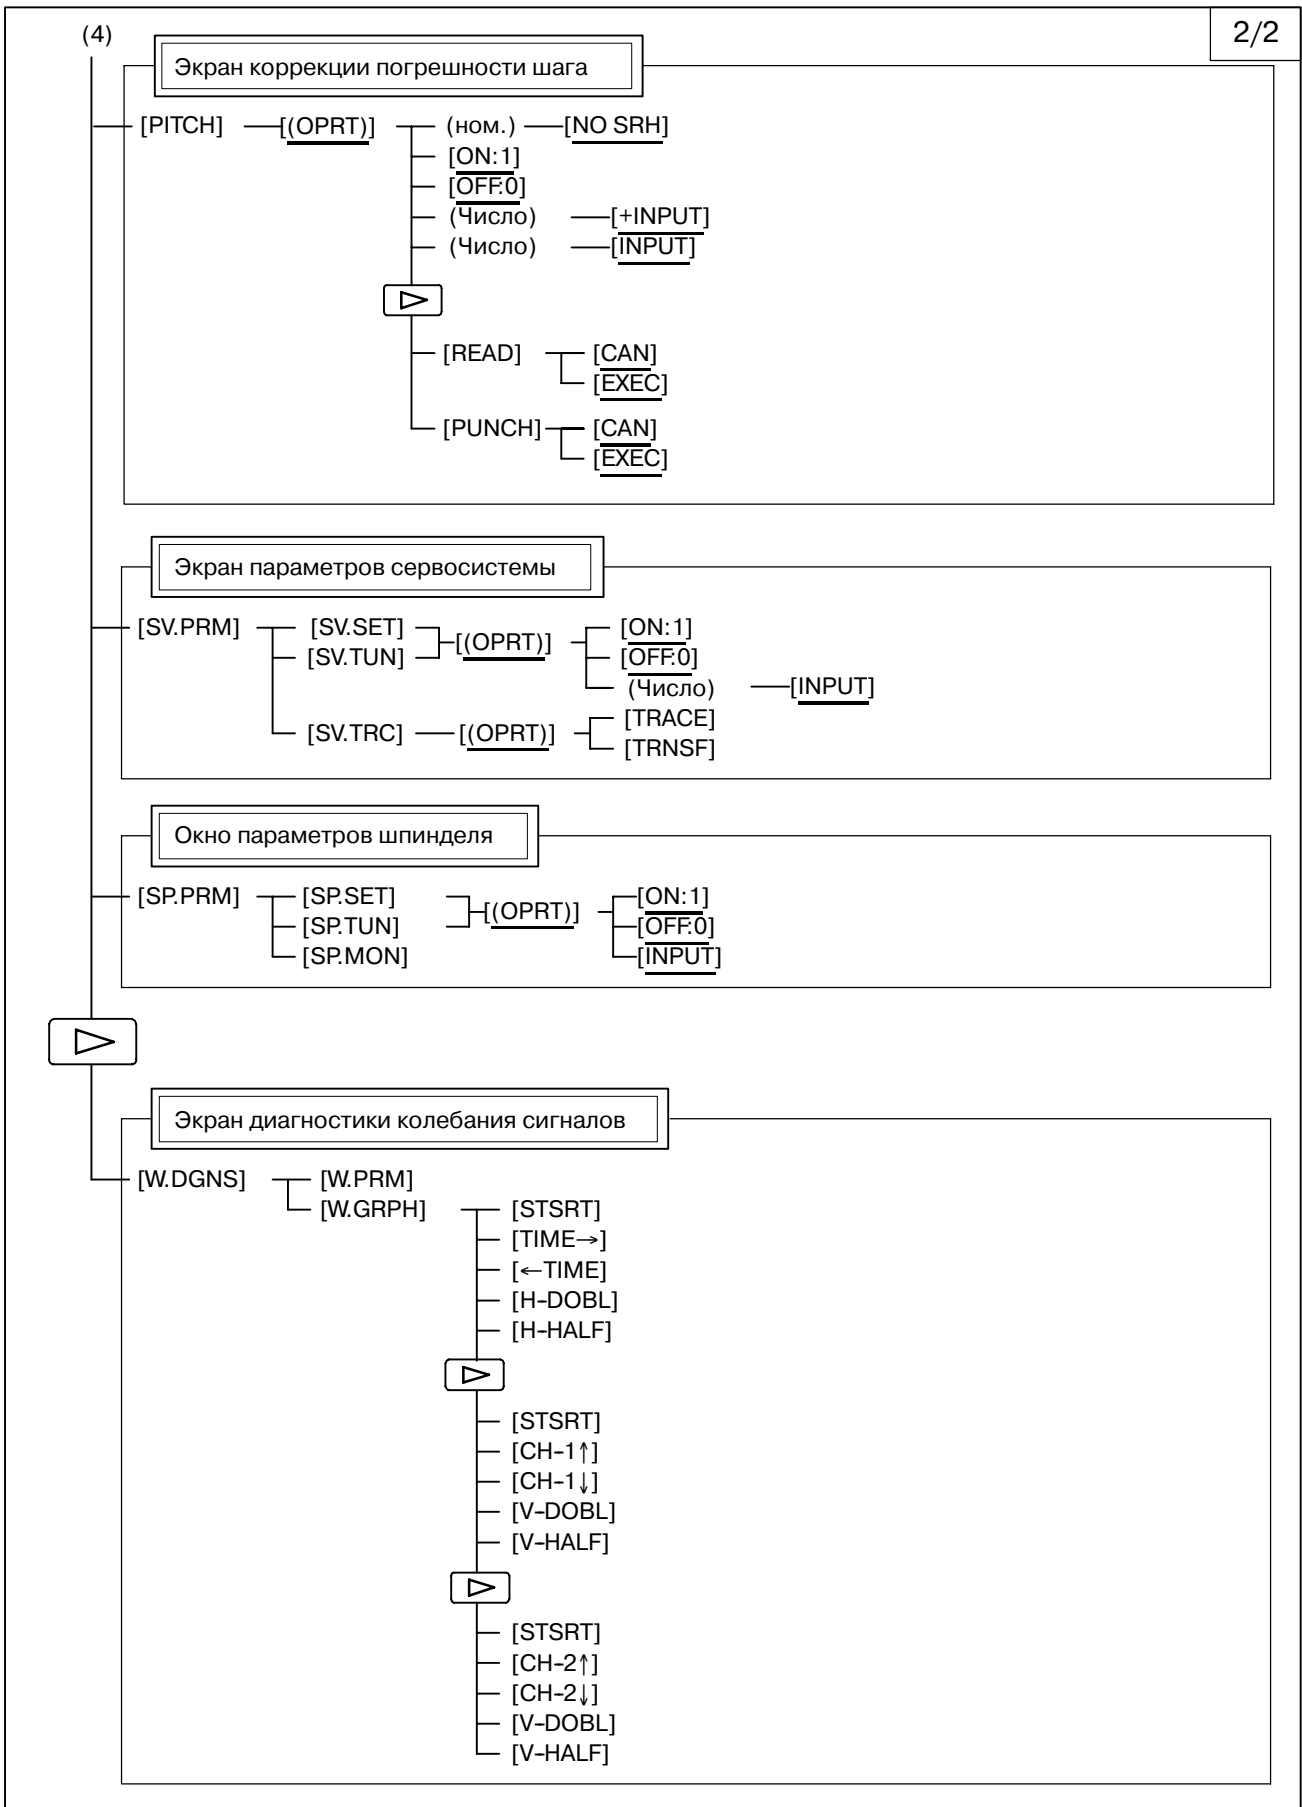 (4)
2/2
Экран коррекции погрешности шага
[PITCH] [(OPRT)] (ном.) [NO SRH]
[ON:1]
[OFF:0]
(Число) [+INPUT]
(Число) [INPUT]
[READ] [CAN]
[EXEC]
[PUNCH] [CAN]
[EXEC]
Экран параметров сервосистемы
[SV.PRM] [SV.SET] [(OPRT)] [ON:1]
[SV.TUN] [OFF:0]
(Число) [INPUT]
[SV.TRC] [(OPRT)] [TRACE]
[TRNSF]
Окно параметров шпинделя
[SP.PRM] [SP.SET] [(OPRT)] [ON:1]
[SP.TUN] [OFF:0]
[SP.MON] [INPUT]
Экран диагностики колебания сигналов
[W.DGNS] [W.PRM]
[W.GRPH] [STSRT]
[TIME→]
[←TIME]
[H-DOBL]
[H-HALF]
[STSRT]
[CH-1↑]
[CH-1↓]
[V-DOBL]
[V-HALF]
[STSRT]
[CH-2↑]
[CH-2↓]
[V-DOBL]
[V-HALF]